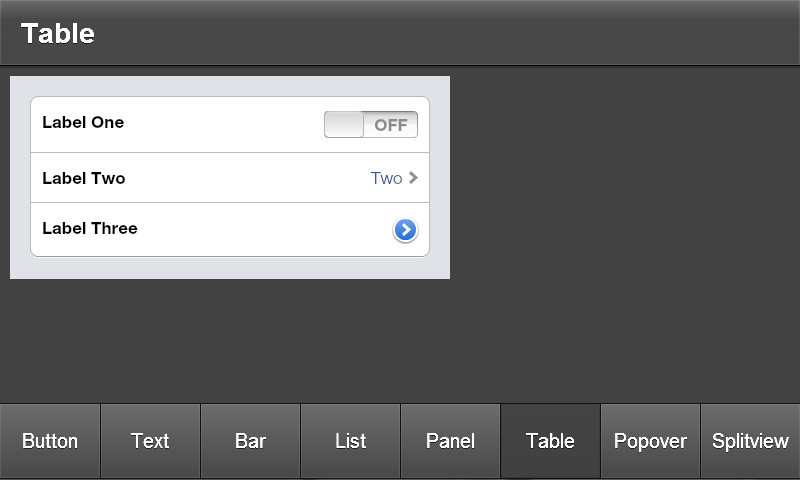 Table
Label One OFF
Label Two Two
Label Three
Button Text Bar List Panel Table Popover Splitview